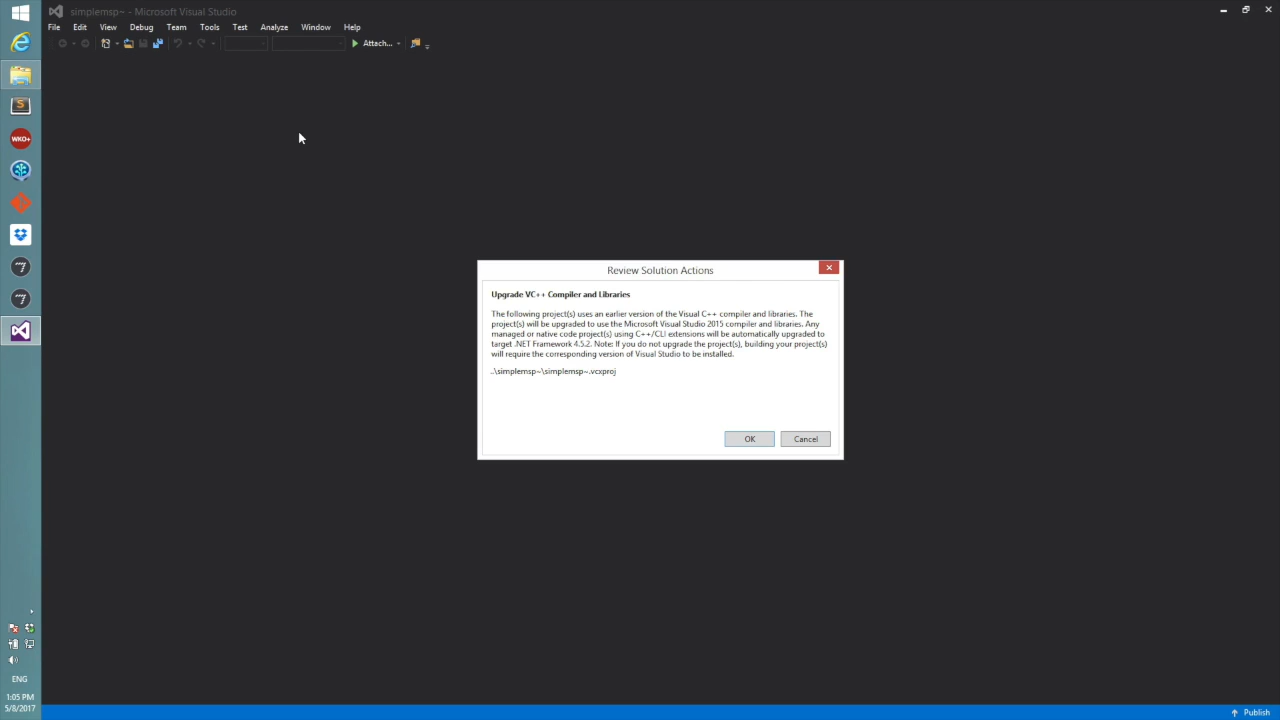 simplemsp~ - Microsoft Visual Studio
File Edit View Debug Team Tools Test Analyze Window Help
Attach...
S
WKO+
7
7
Review Solution Actions
Upgrade VC++ Compiler and Libraries
The following project(s) uses an earlier version of the Visual C++ compiler and libraries. The
project(s) will be upgraded to use the Microsoft Visual Studio 2015 compiler and libraries. Any
managed or native code project(s) using C++/CLI extensions will be automatically upgraded to
target .NET Framework 4.5.2. Note: If you do not upgrade the project(s), building your project(s)
will require the corresponding version of Visual Studio to be installed.
..\simplemsp~\simplemsp~.vcxproj
OK Cancel
ENG
1:05 PM
5/8/2017
Publish